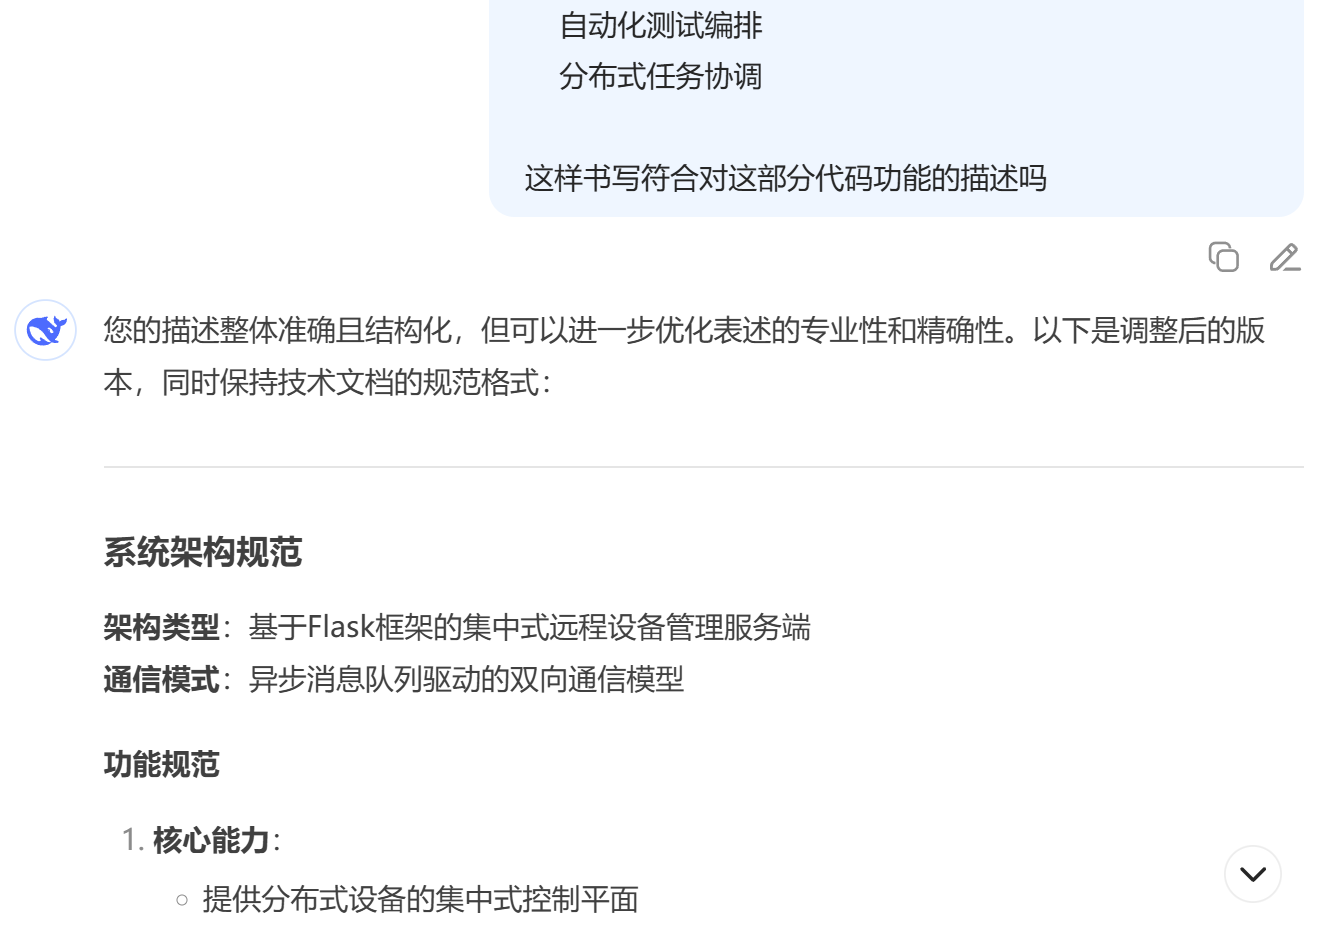 自动化测试编排
分布式任务协调
这样书写符合对这部分代码功能的描述吗
您的描述整体准确且结构化，但可以进一步优化表述的专业性和精确性。以下是调整后的版
本，同时保持技术文档的规范格式：
系统架构规范
架构类型：基于Flask框架的集中式远程设备管理服务端
通信模式：异步消息队列驱动的双向通信模型
功能规范
1. 核心能力：
○ 提供分布式设备的集中式控制平面